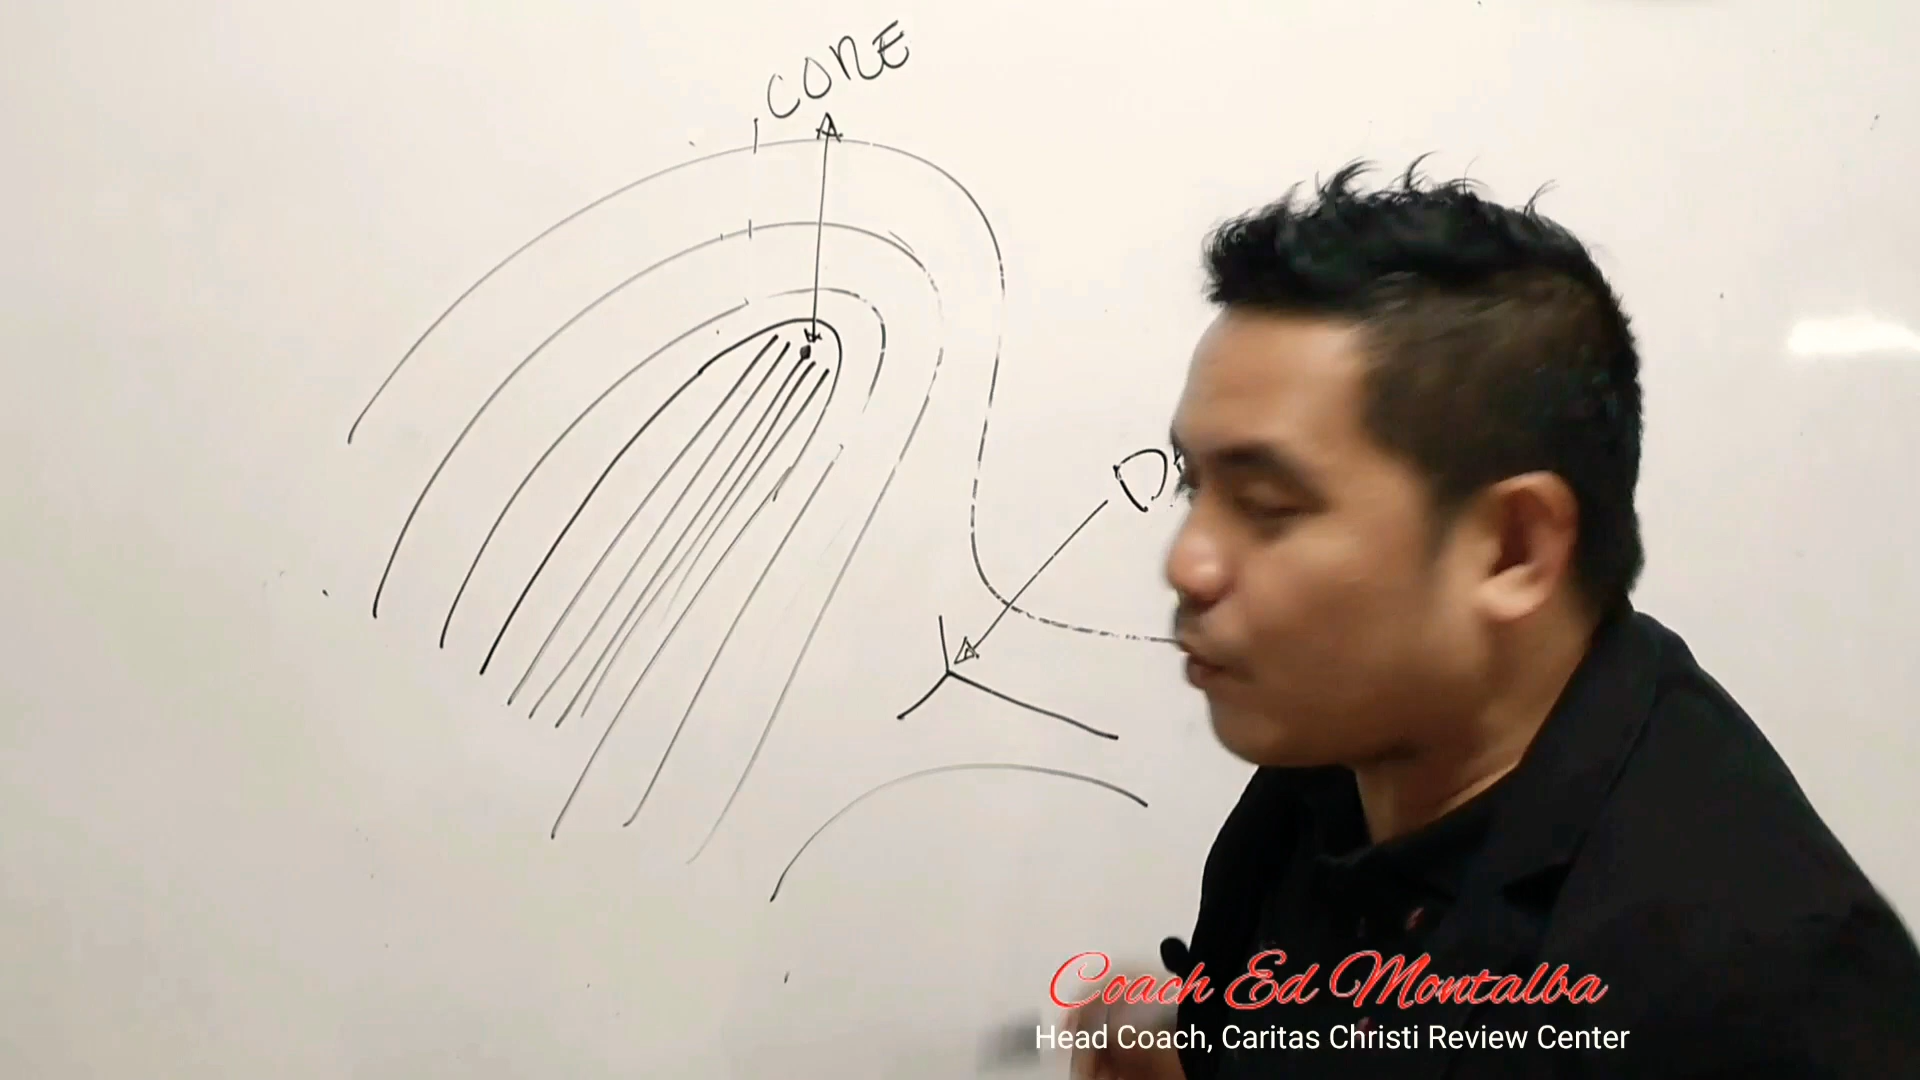 CORE
Coach Ed Montalba
Head Coach, Caritas Christi Review Center